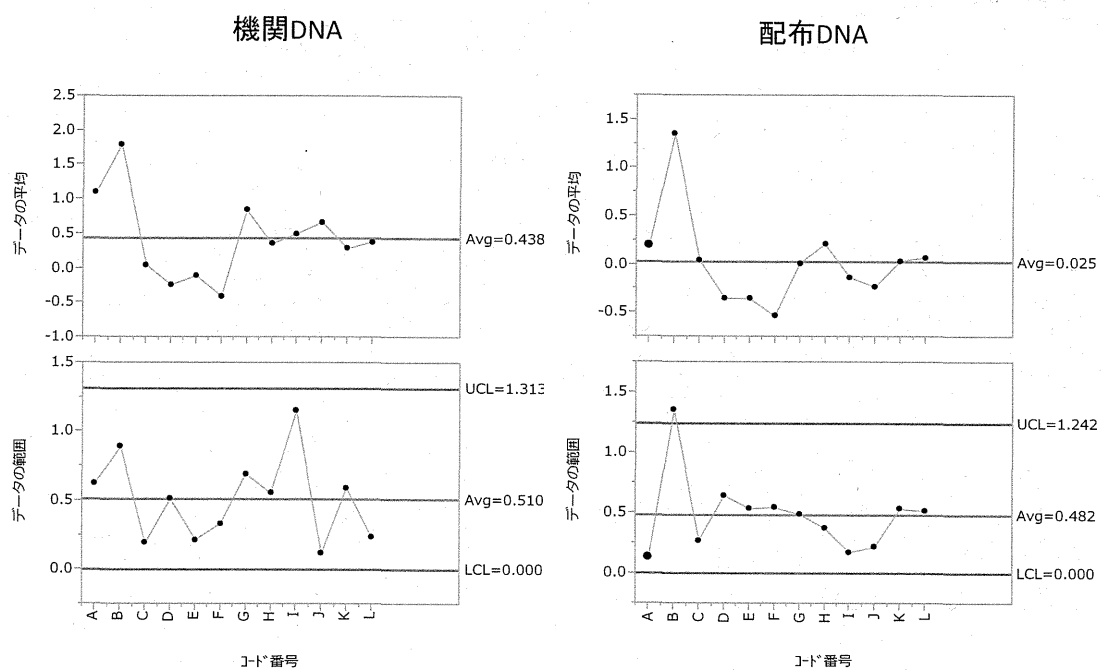 機関DNA
データの平均
2.5
2.0
1.5
1.0
0.5
0.0
-0.5
-1.0
Avg=0.438
データの範囲
1.5
1.0
0.5
0.0
UCL=1.313
Avg=0.510
LCL=0.000
A B C D E F G H I J K L
コード番号
配布DNA
データの平均
1.5
1.0
0.5
0.0
-0.5
Avg=0.025
データの範囲
1.5
1.0
0.5
0.0
UCL=1.242
Avg=0.482
LCL=0.000
A B C D E F G H I J K L
コード番号